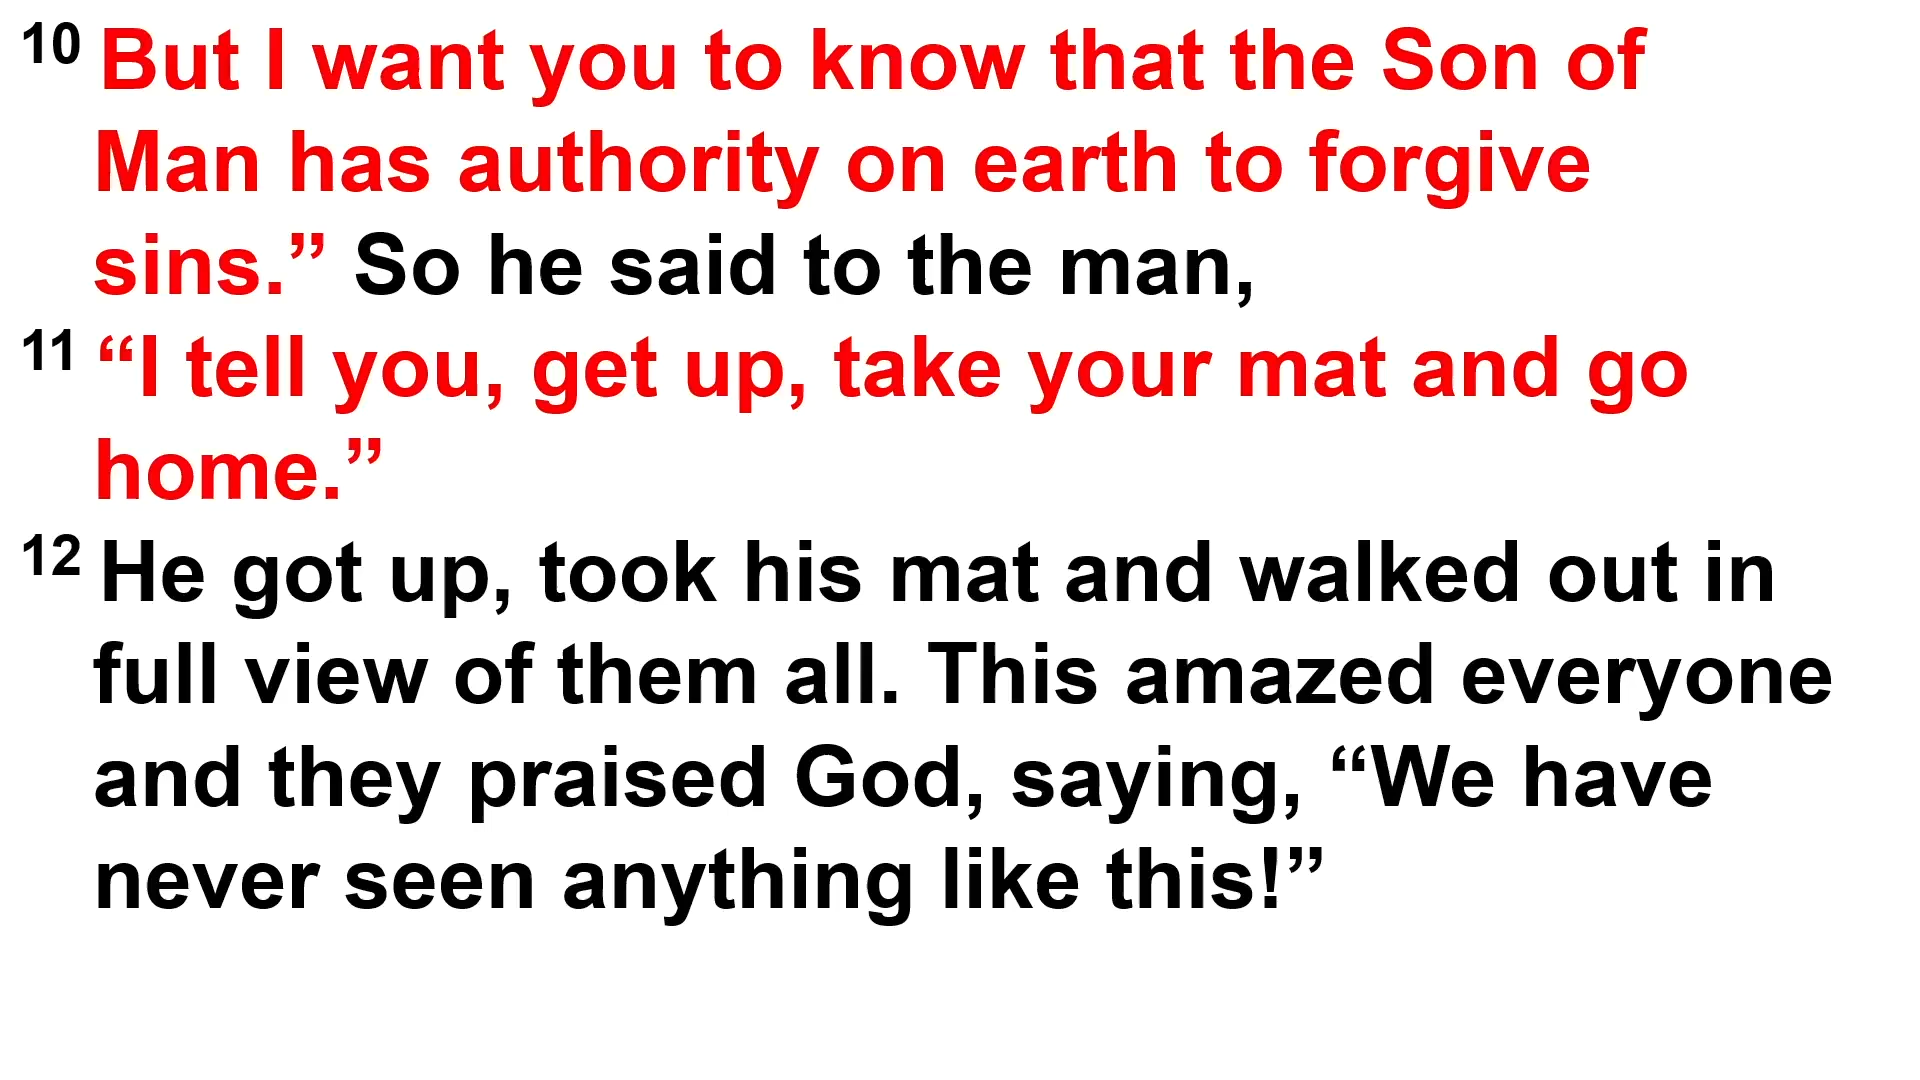 10 But I want you to know that the Son of
Man has authority on earth to forgive
sins.” So he said to the man,
11 “I tell you, get up, take your mat and go
home.”
12 He got up, took his mat and walked out in
full view of them all. This amazed everyone
and they praised God, saying, “We have
never seen anything like this!”